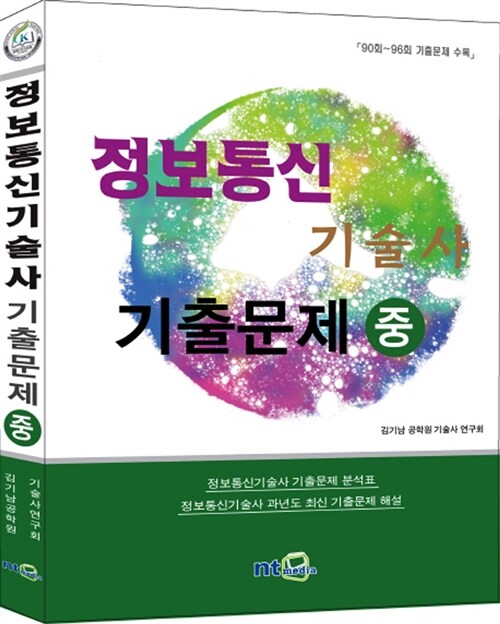 「90회~96회 기출문제 수록」
정보통신
기술사
기출문제 中
김기남 공학원 기술사 연구회
정보통신기술사 기출문제 분석표
정보통신기술사 과년도 최신 기출문제 해설
nt media
정보통신기술사 기출문제 중
기술사연구회
김기남공학원
nt media
K